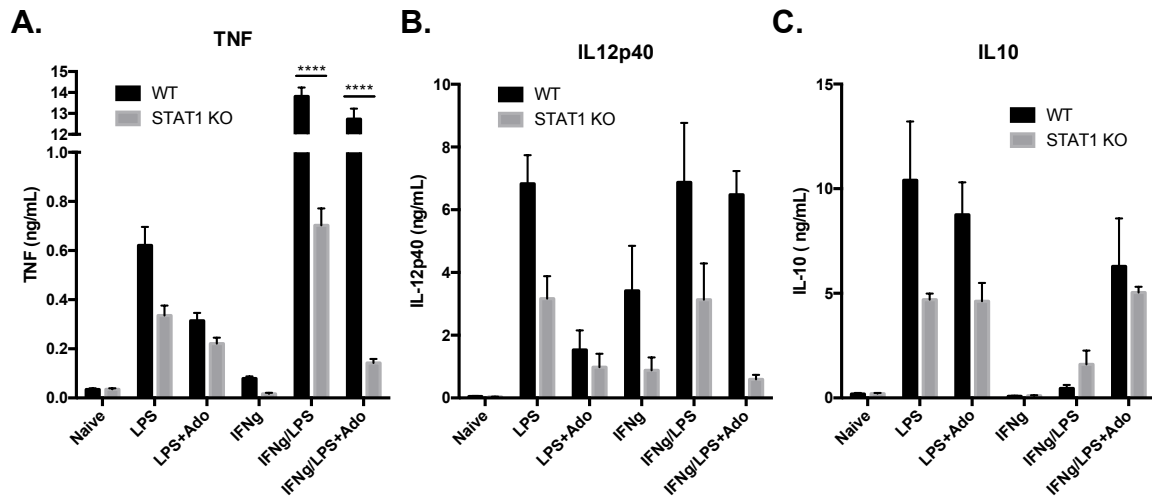 A.
TNF
TNF (ng/mL)
15
14
13
12
1.0
0.8
0.6
0.4
0.2
0.0
WT
STAT1 KO
****
****
Naive
LPS
LPS+Ado
IFNg
IFNg/LPS
IFNg/LPS+Ado
B.
IL12p40
IL-12p40 (ng/mL)
10
8
6
4
2
0
WT
STAT1 KO
Naive
LPS
LPS+Ado
IFNg
IFNg/LPS
IFNg/LPS+Ado
C.
IL10
IL-10 ( ng/mL)
15
10
5
0
WT
STAT1 KO
Naive
LPS
LPS+Ado
IFNg
IFNg/LPS
IFNg/LPS+Ado